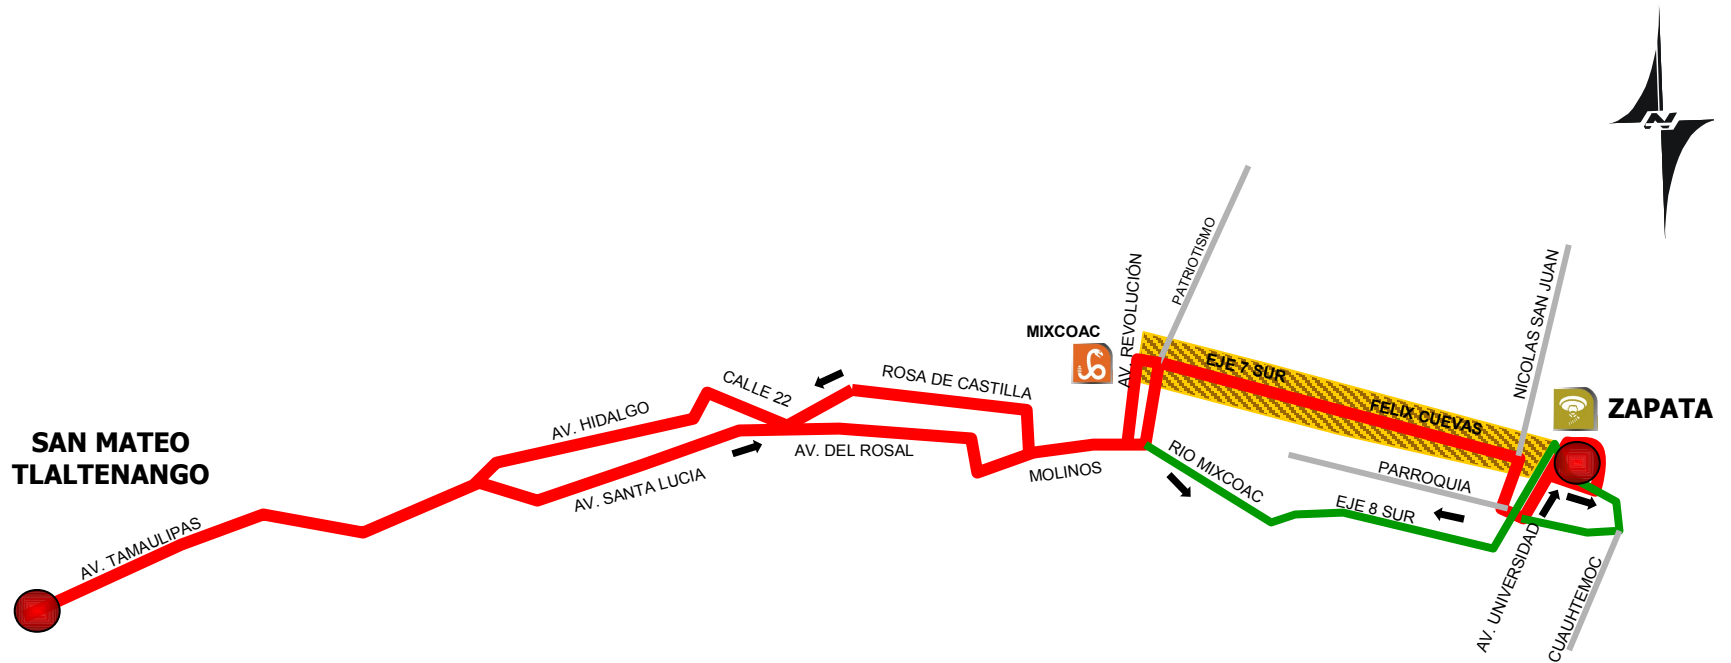 N
PATRIOTISMO
AV. REVOLUCIÓN
NICOLAS SAN JUAN
MIXCOAC
EJE 7 SUR
CALLE 22
ROSA DE CASTILLA
FELIX CUEVAS
ZAPATA
AV. HIDALGO
SAN MATEO
TLALTENANGO
AV. DEL ROSAL
MOLINOS
RIO MIXCOAC
PARROQUIA
AV. SANTA LUCIA
EJE 8 SUR
AV. TAMAULIPAS
AV. UNIVERSIDAD
CUAUHTEMOC